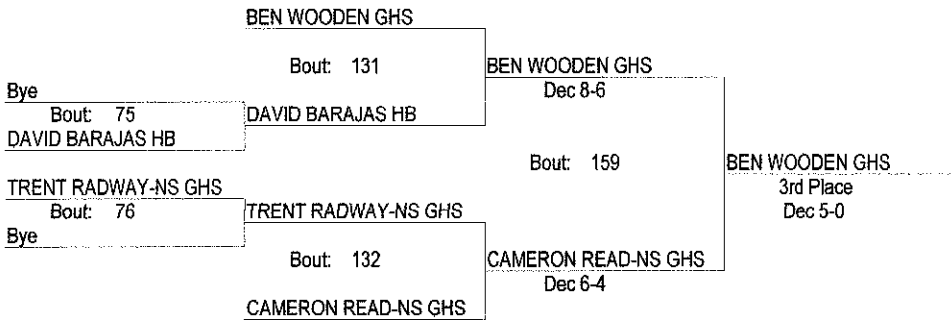 BEN WOODEN GHS
Bout: 131
BEN WOODEN GHS
Dec 8-6
Bye
Bout: 75
DAVID BARAJAS HB
DAVID BARAJAS HB
Bout: 159
BEN WOODEN GHS
3rd Place
Dec 5-0
TRENT RADWAY-NS GHS
Bout: 76
TRENT RADWAY-NS GHS
Bye
Bout: 132
CAMERON READ-NS GHS
Dec 6-4
CAMERON READ-NS GHS